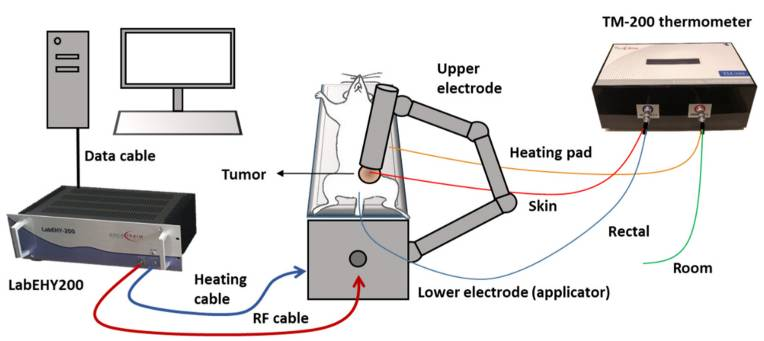 TM-200 thermometer
Upper
electrode
Data cable
Heating pad
Tumor
Skin
LabEHY-200
Rectal
Heating
cable
Room
LabEHY200
Lower electrode (applicator)
RF cable